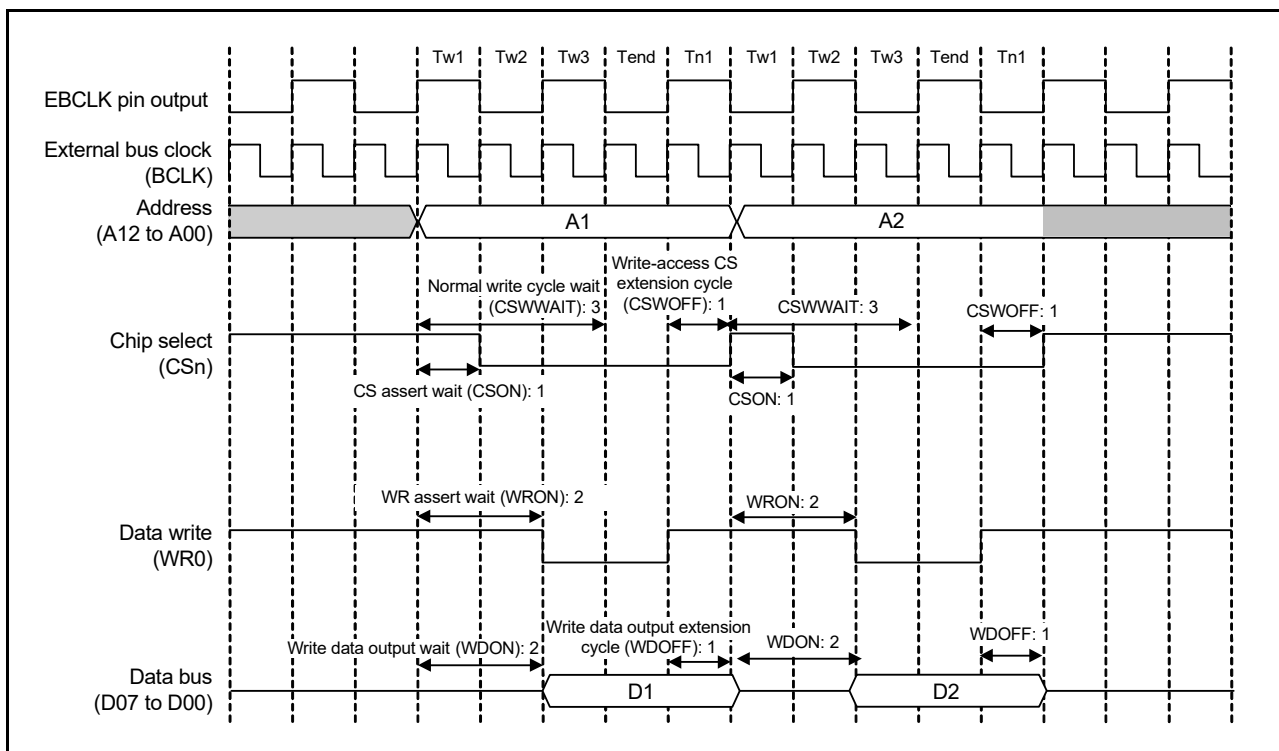 Tw1 Tw2 Tw3 Tend Tn1 Tw1 Tw2 Tw3 Tend Tn1
EBCLK pin output
External bus clock
(BCLK)
Address
(A12 to A00)
A1
A2
Normal write cycle wait
(CSWWAIT): 3
Write-access CS
extension cycle
(CSWOFF): 1
CSWWAIT: 3
CSWOFF: 1
Chip select
(CSn)
CS assert wait (CSON): 1
CSON: 1
WR assert wait (WRON): 2
WRON: 2
Data write
(WR0)
Write data output wait (WDON): 2
Write data output extension
cycle (WDOFF): 1
WDON: 2
WDOFF: 1
Data bus
(D07 to D00)
D1
D2